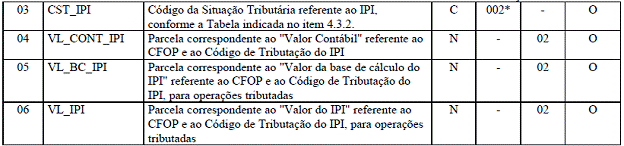 03 CST_IPI Código da Situação Tributária referente ao IPI, C 002* - O
conforme a Tabela indicada no item 4.3.2.
04 VL_CONT_IPI Parcela correspondente ao "Valor Contábil" referente N - 02 O
ao CFOP e ao Código de Tributação do IPI
05 VL_BC_IPI Parcela correspondente ao "Valor da base de cálculo do N - 02 O
IPI" referente ao CFOP e ao Código de Tributação do
IPI, para operações tributadas
06 VL_IPI Parcela correspondente ao "Valor do IPI" referente ao N - 02 O
CFOP e ao Código de Tributação do IPI, para operações
tributadas